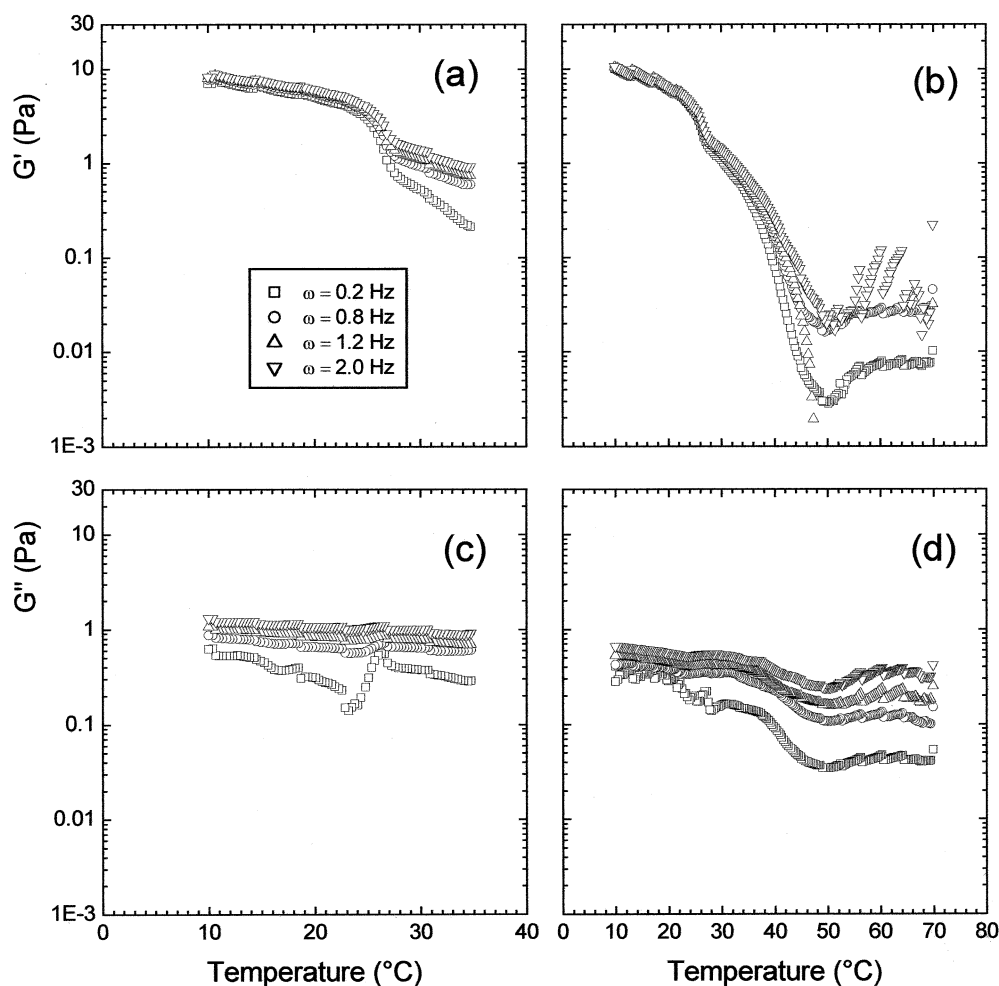 30
10
1
0.1
0.01
1E-3
G' (Pa)
(a)
(b)
ω = 0.2 Hz
ω = 0.8 Hz
ω = 1.2 Hz
ω = 2.0 Hz
30
10
1
0.1
0.01
1E-3
G'' (Pa)
(c)
(d)
0 10 20 30 40
0 10 20 30 40 50 60 70 80
Temperature (°C)
Temperature (°C)